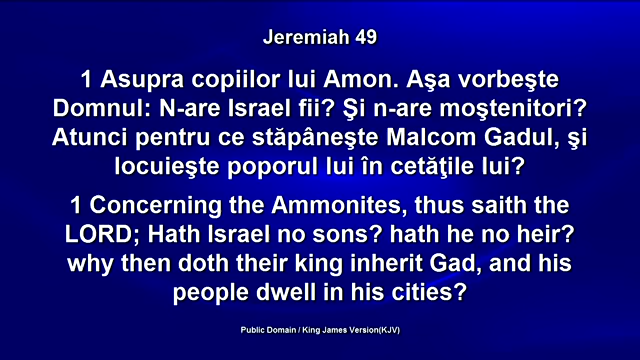 Jeremiah 49
1 Asupra copiilor lui Amon. Aşa vorbeşte
Domnul: N-are Israel fii? Şi n-are moştenitori?
Atunci pentru ce stăpâneşte Malcom Gadul, şi
locuieşte poporul lui în cetăţile lui?
1 Concerning the Ammonites, thus saith the
LORD; Hath Israel no sons? hath he no heir?
why then doth their king inherit Gad, and his
people dwell in his cities?
Public Domain / King James Version(KJV)